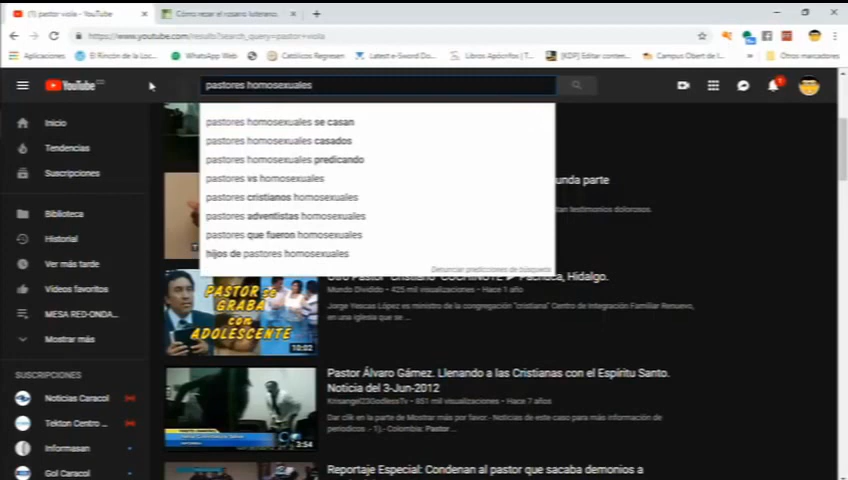 (1) pastor viola - YouTube
Cómo rezar el rosario luterano.
https://www.youtube.com/results?search_query=pastor+viola
Aplicaciones
El Rincón de la Loc...
WhatsApp Web
Católicos Regresan
Latest e-Sword Do...
Libros Apócrifos | T...
[KDP] Editar conten...
Campus Obert de I...
Otros marcadores
YouTube
pastores homosexuales
pastores homosexuales se casan
pastores homosexuales casados
pastores homosexuales predicando
pastores vs homosexuales
pastores cristianos homosexuales
pastores adventistas homosexuales
pastores que fueron homosexuales
hijos de pastores homosexuales
Denunciar predicciones de búsqueda
Inicio
Tendencias
Suscripciones
Biblioteca
Historial
Ver más tarde
Vídeos favoritos
MESA RED-ONDA...
Mostrar más
SUSCRIPCIONES
Noticias Caracol
Tekton Centro ...
Informasan
Gol Caracol
unda parte
an testimonios dolorosos.
Otro Pastor "Cristiano" Pachuca, Hidalgo.
Mundo Dividido • 425 mil visualizaciones • Hace 1 año
Jorge Yescas López es ministro de la congregación "cristiana" Centro de Integración Familiar Renuevo,
en una iglesia que se ...
PASTOR se
GRABA
con
ADOLESCENTE
10:02
Pastor Álvaro Gámez. Llenando a las Cristianas con el Espíritu Santo.
Noticia del 3-Jun-2012
851 mil visualizaciones • Hace 7 años
Dar clik en la parte de Mostrar más por favor.- Noticias de este caso para más información de
periodicos .- 1).- Colombia: Pastor ...
3:54
Reportaje Especial: Condenan al pastor que sacaba demonios a